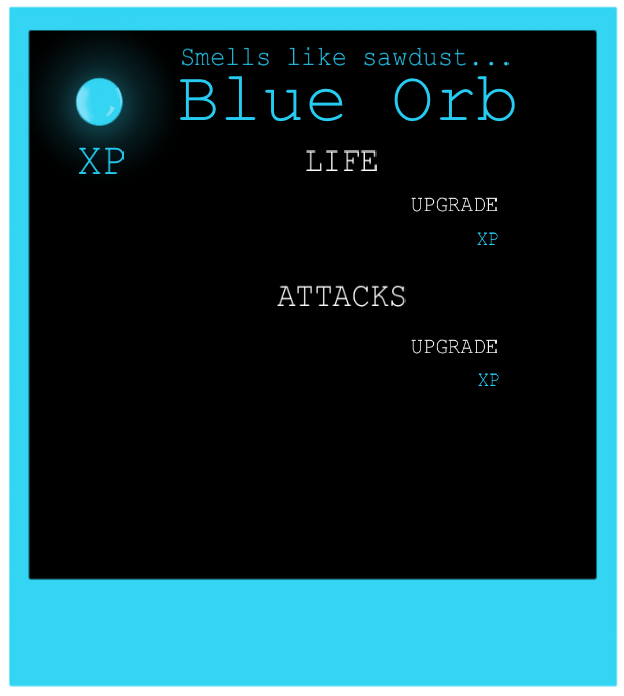 Smells like sawdust...
Blue Orb
XP
LIFE
UPGRADE
XP
ATTACKS
UPGRADE
XP